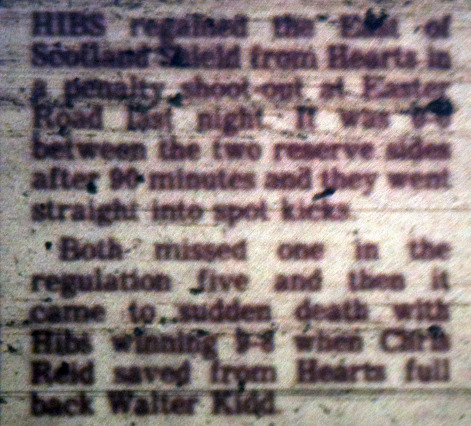 HIBS regained the East of
Scotland Shield from Hearts in
a penalty shoot-out at Easter
Road last night. It was
between the two reserve sides
after 90 minutes and they went
straight into spot kicks.
Both missed one in the
regulation five and then it
came to sudden death with
Hibs winning 9-8 when Chris
Reid saved from Hearts full
back Walter Kidd.